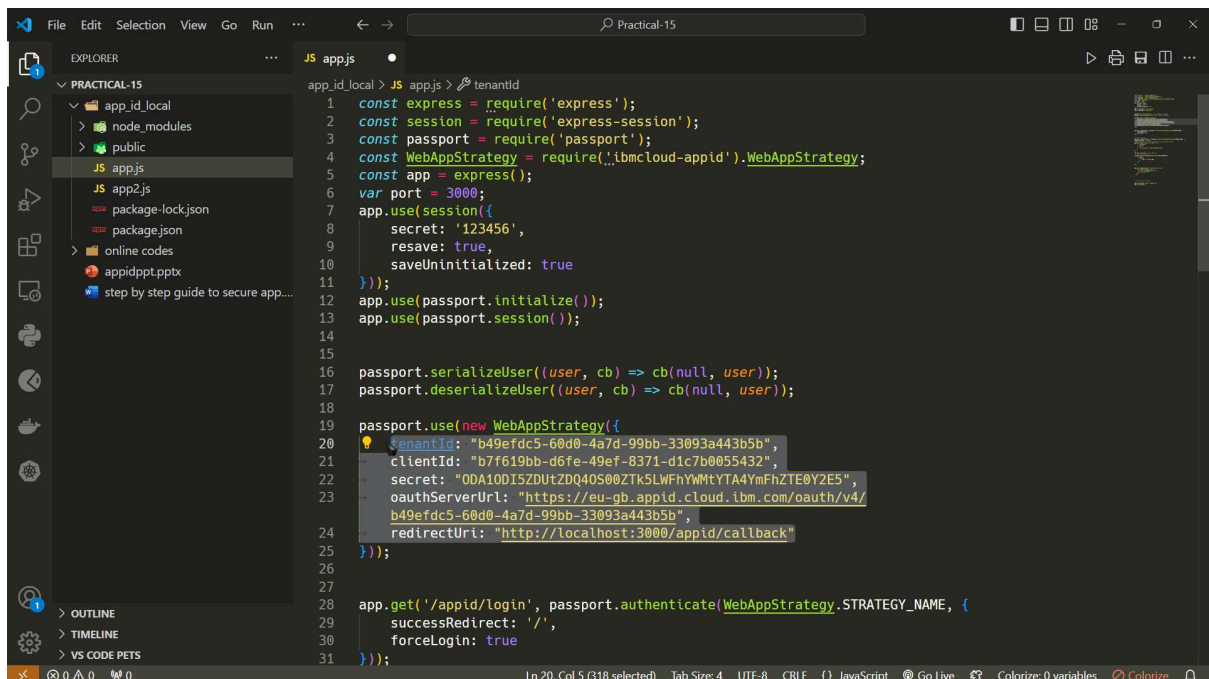 File Edit Selection View Go Run ··· Practical-15
EXPLORER ···
PRACTICAL-15
app_id_local
node_modules
public
JS app.js
JS app2.js
package-lock.json
package.json
online codes
appidppt.pptx
step by step guide to secure app....
OUTLINE
TIMELINE
VS CODE PETS
JS app.js
app_id_local > JS app.js > tenantId
1 const express = require('express');
2 const session = require('express-session');
3 const passport = require('passport');
4 const WebAppStrategy = require('ibmcloud-appid').WebAppStrategy;
5 const app = express();
6 var port = 3000;
7 app.use(session({
8 secret: '123456',
9 resave: true,
10 saveUninitialized: true
11 }));
12 app.use(passport.initialize());
13 app.use(passport.session());
14
15
16 passport.serializeUser((user, cb) => cb(null, user));
17 passport.deserializeUser((user, cb) => cb(null, user));
18
19 passport.use(new WebAppStrategy({
20 tenantId: "b49efdc5-60d0-4a7d-99bb-33093a443b5b",
21 clientId: "b7f619bb-d6fe-49ef-8371-d1c7b0055432",
22 secret: "ODA1ODI5ZDUtZDQ4OS00ZTk5LWFhYWMtYTA4YmFhZTE0Y2E5",
23 oauthServerUrl: "https://eu-gb.appid.cloud.ibm.com/oauth/v4/
b49efdc5-60d0-4a7d-99bb-33093a443b5b",
24 redirectUri: "http://localhost:3000/appid/callback"
25 }));
26
27
28 app.get('/appid/login', passport.authenticate(WebAppStrategy.STRATEGY_NAME, {
29 successRedirect: '/',
30 forceLogin: true
31 }));
0 0 0 Ln 20, Col 5 (318 selected) Tab Size: 4 UTF-8 CRLF {} JavaScript Go Live Colorize: 0 variables Colorize